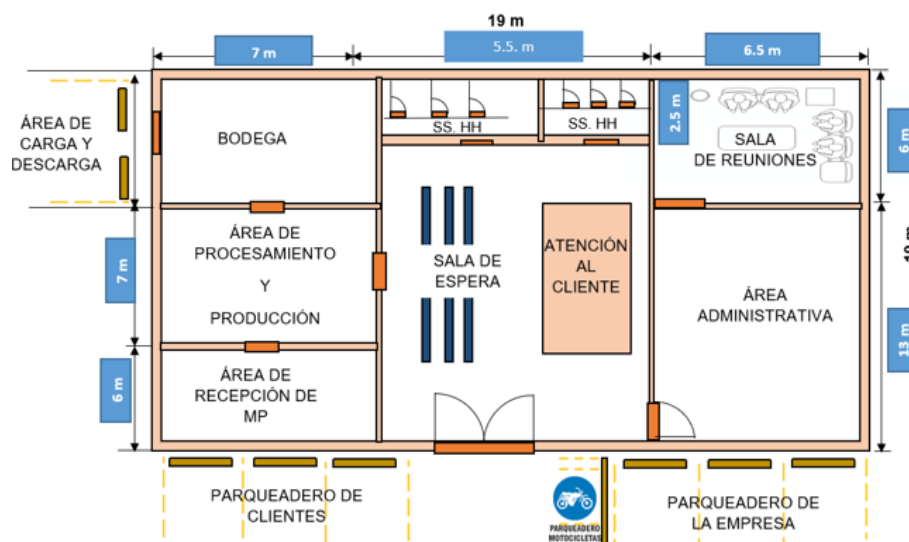 19 m
7 m
5.5. m
6.5 m
ÁREA DE
CARGA Y
DESCARGA
BODEGA
SS. HH
SS. HH
2.5 m
SALA
DE REUNIONES
6 m
7 m
ÁREA DE
PROCESAMIENTO
Y
PRODUCCIÓN
SALA DE
ESPERA
ATENCIÓN
AL
CLIENTE
ÁREA
ADMINISTRATIVA
19 m
13 m
6 m
ÁREA DE
RECEPCIÓN DE
MP
PARQUEADERO DE
CLIENTES
PARQUEADERO
MOTOCICLETAS
PARQUEADERO DE
LA EMPRESA